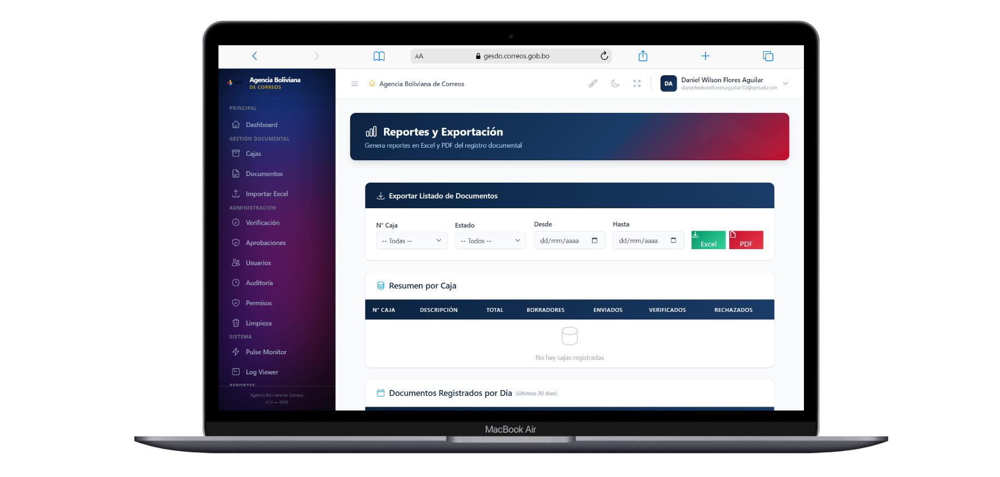 AA
gesdo.correos.gob.bo
Agencia Boliviana
DE CORREOS
PRINCIPAL
Dashboard
GESTIÓN DOCUMENTAL
Cajas
Documentos
Importar Excel
ADMINISTRACIÓN
Verificación
Aprobaciones
Usuarios
Auditoría
Permisos
Limpieza
SISTEMA
Pulse Monitor
Log Viewer
REPORTES
Agencia Boliviana de Correos
v1.0 — 2026
Agencia Boliviana de Correos
DA
Daniel Wilson Flores Aguilar
danielwilsonfloresaguilar10@gmail.com
Reportes y Exportación
Genera reportes en Excel y PDF del registro documental
Exportar Listado de Documentos
N° Caja Estado Desde Hasta
-- Todas -- -- Todos -- dd/mm/aaaa dd/mm/aaaa Excel PDF
Resumen por Caja
N° CAJA DESCRIPCIÓN TOTAL BORRADORES ENVIADOS VERIFICADOS RECHAZADOS
No hay cajas registradas
Documentos Registrados por Día (últimos 30 días)
MacBook Air